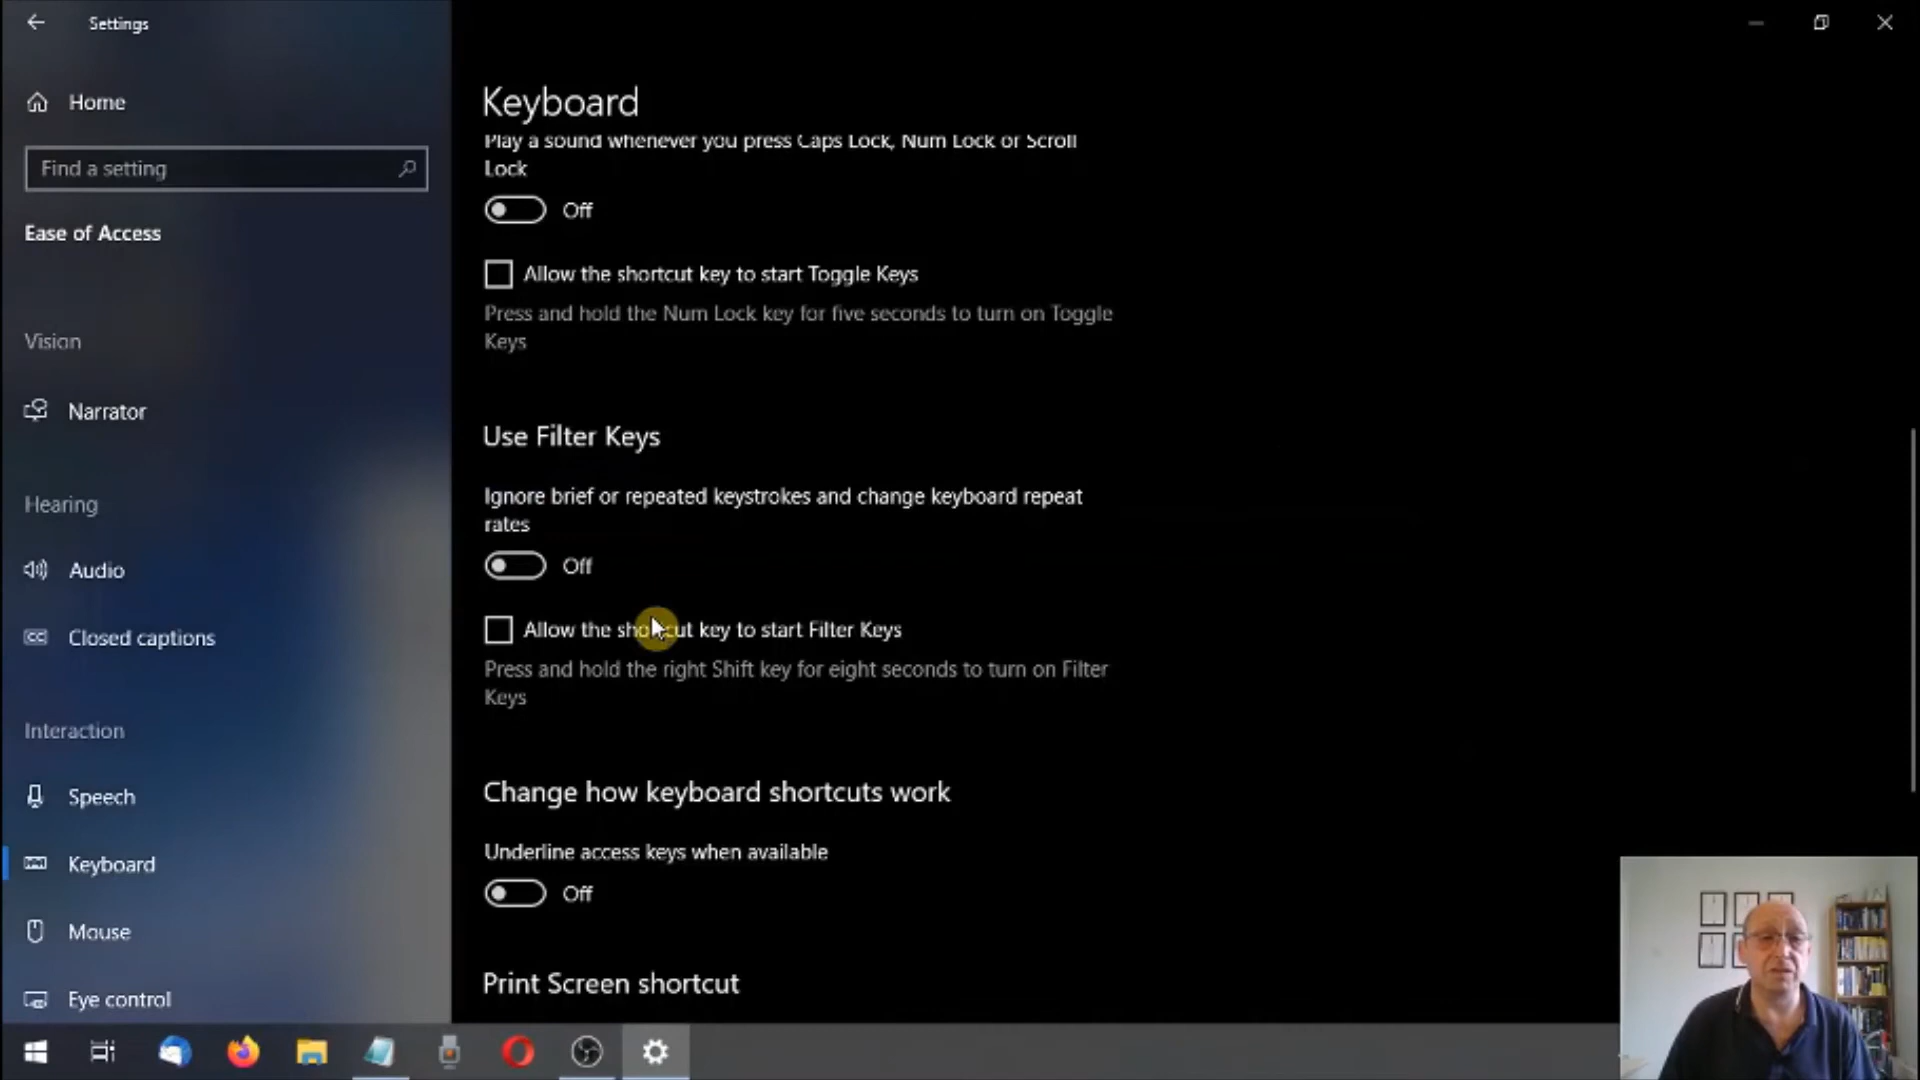 Settings
Home
Find a setting
Ease of Access
Vision
Narrator
Hearing
Audio
Closed captions
Interaction
Speech
Keyboard
Mouse
Eye control
Keyboard
Play a sound whenever you press Caps Lock, Num Lock or Scroll
Lock
Off
Allow the shortcut key to start Toggle Keys
Press and hold the Num Lock key for five seconds to turn on Toggle
Keys
Use Filter Keys
Ignore brief or repeated keystrokes and change keyboard repeat
rates
Off
Allow the shortcut key to start Filter Keys
Press and hold the right Shift key for eight seconds to turn on Filter
Keys
Change how keyboard shortcuts work
Underline access keys when available
Off
Print Screen shortcut